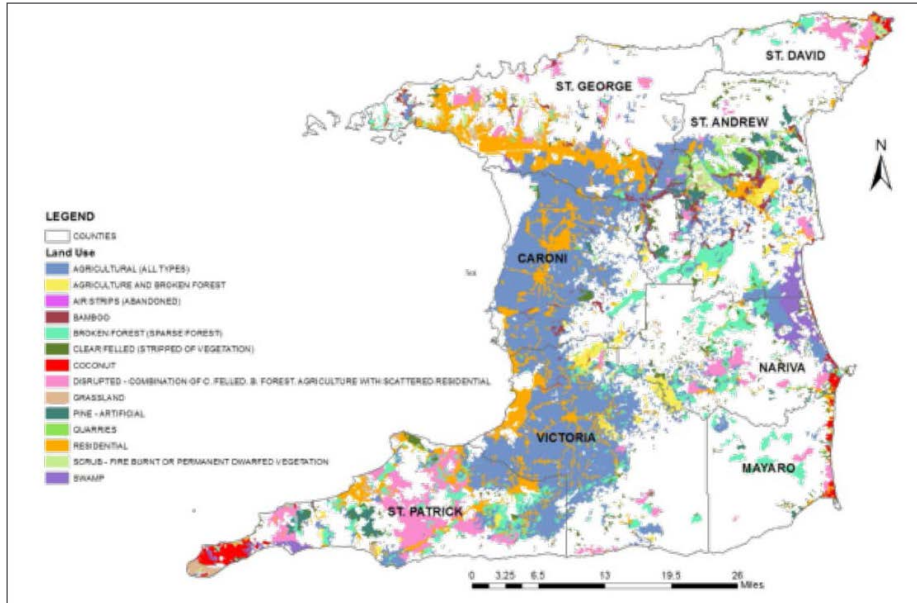 ST. DAVID
ST. GEORGE
ST. ANDREW
N
LEGEND
COUNTIES
Land Use
AGRICULTURAL (ALL TYPES)
AGRICULTURE AND BROKEN FOREST
AIR STRIPS (ABANDONED)
BAMBOO
BROKEN FOREST (SPARSE FOREST)
CLEAR FELLED (STRIPPED OF VEGETATION)
COCONUT
DISRUPTED - COMBINATION OF C. FELLED, B. FOREST, AGRICULTURE WITH SCATTERED RESIDENTIAL
GRASSLAND
PINE - ARTIFICIAL
QUARRIES
RESIDENTIAL
SCRUB - FIRE BURNT OR PERMANENT DWARFED VEGETATION
SWAMP
CARONI
NARIVA
VICTORIA
MAYARO
ST. PATRICK
0 3.25 6.5 13 19.5 26
Miles